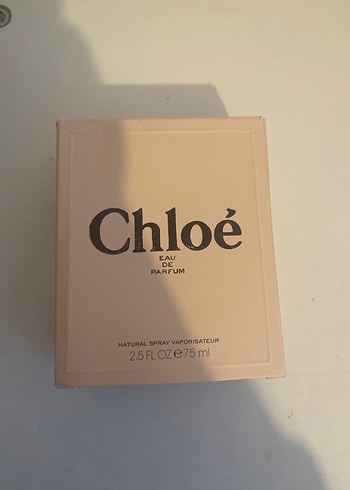 Chloé
EAU
DE
PARFUM
NATURAL SPRAY VAPORISATEUR
2.5 FL OZ e 75 ml